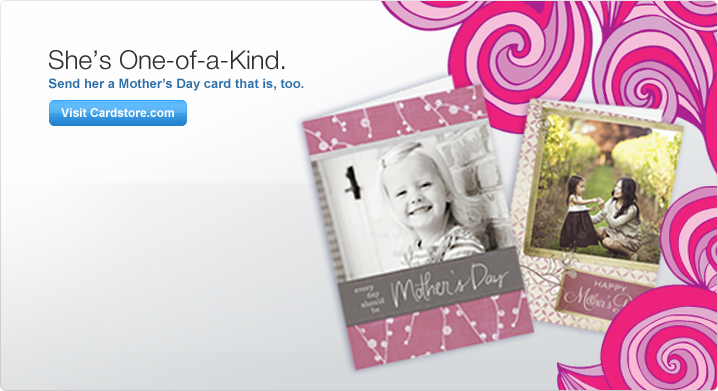 She's One-of-a-Kind.
Send her a Mother's Day card that is, too.
Visit Cardstore.com
every
day
should
be
Mother's Day
HAPPY
Mother's Day